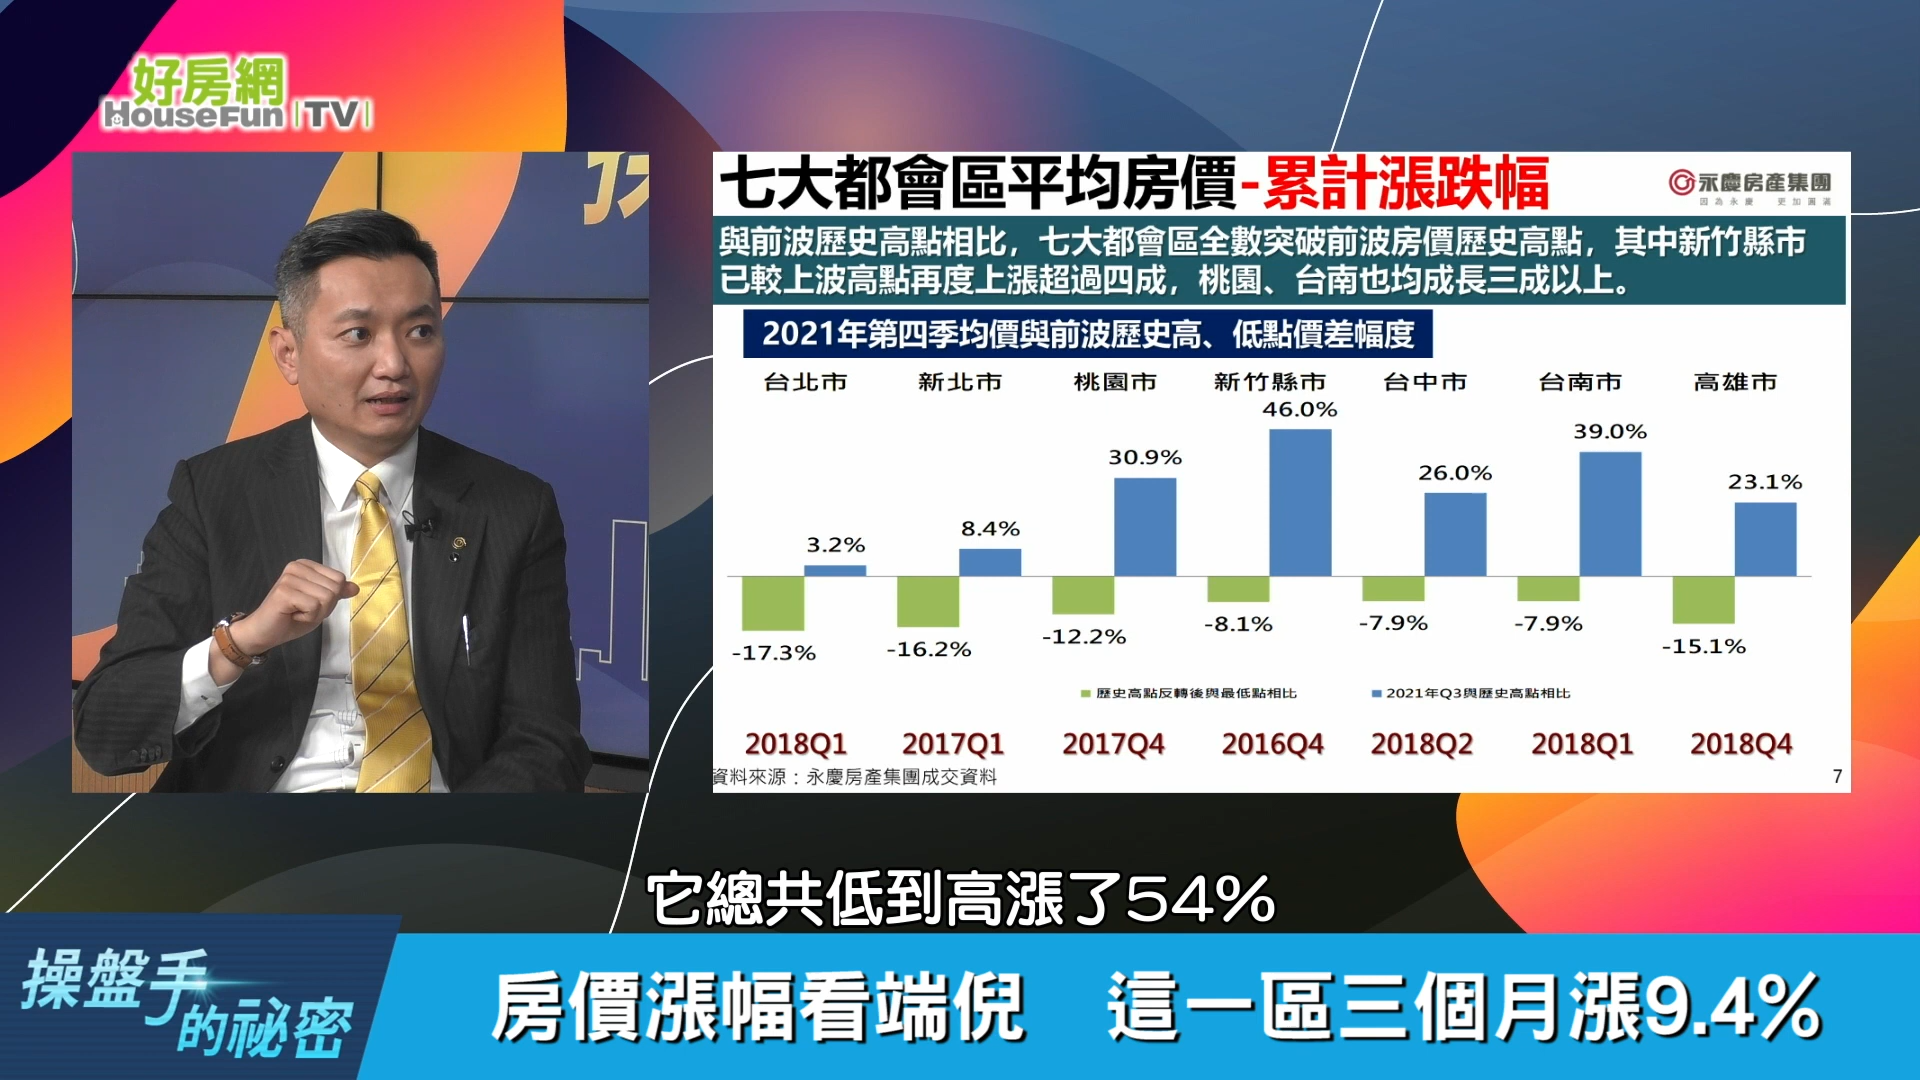 好房網
HouseFun TV
七大都會區平均房價-累計漲跌幅
永慶房產集團
因為永慶 更加圓滿
與前波歷史高點相比，七大都會區全數突破前波房價歷史高點，其中新竹縣市
已較上波高點再度上漲超過四成，桃園、台南也均成長三成以上。
2021年第四季均價與前波歷史高、低點價差幅度
台北市 新北市 桃園市 新竹縣市 台中市 台南市 高雄市
3.2% 8.4% 30.9% 46.0% 26.0% 39.0% 23.1%
-17.3% -16.2% -12.2% -8.1% -7.9% -7.9% -15.1%
歷史高點反轉後與最低點相比 2021年Q3與歷史高點相比
2018Q1 2017Q1 2017Q4 2016Q4 2018Q2 2018Q1 2018Q4
資料來源：永慶房產集團成交資料
7
它總共低到高漲了54%
操盤手
的祕密
房價漲幅看端倪 這一區三個月漲9.4%